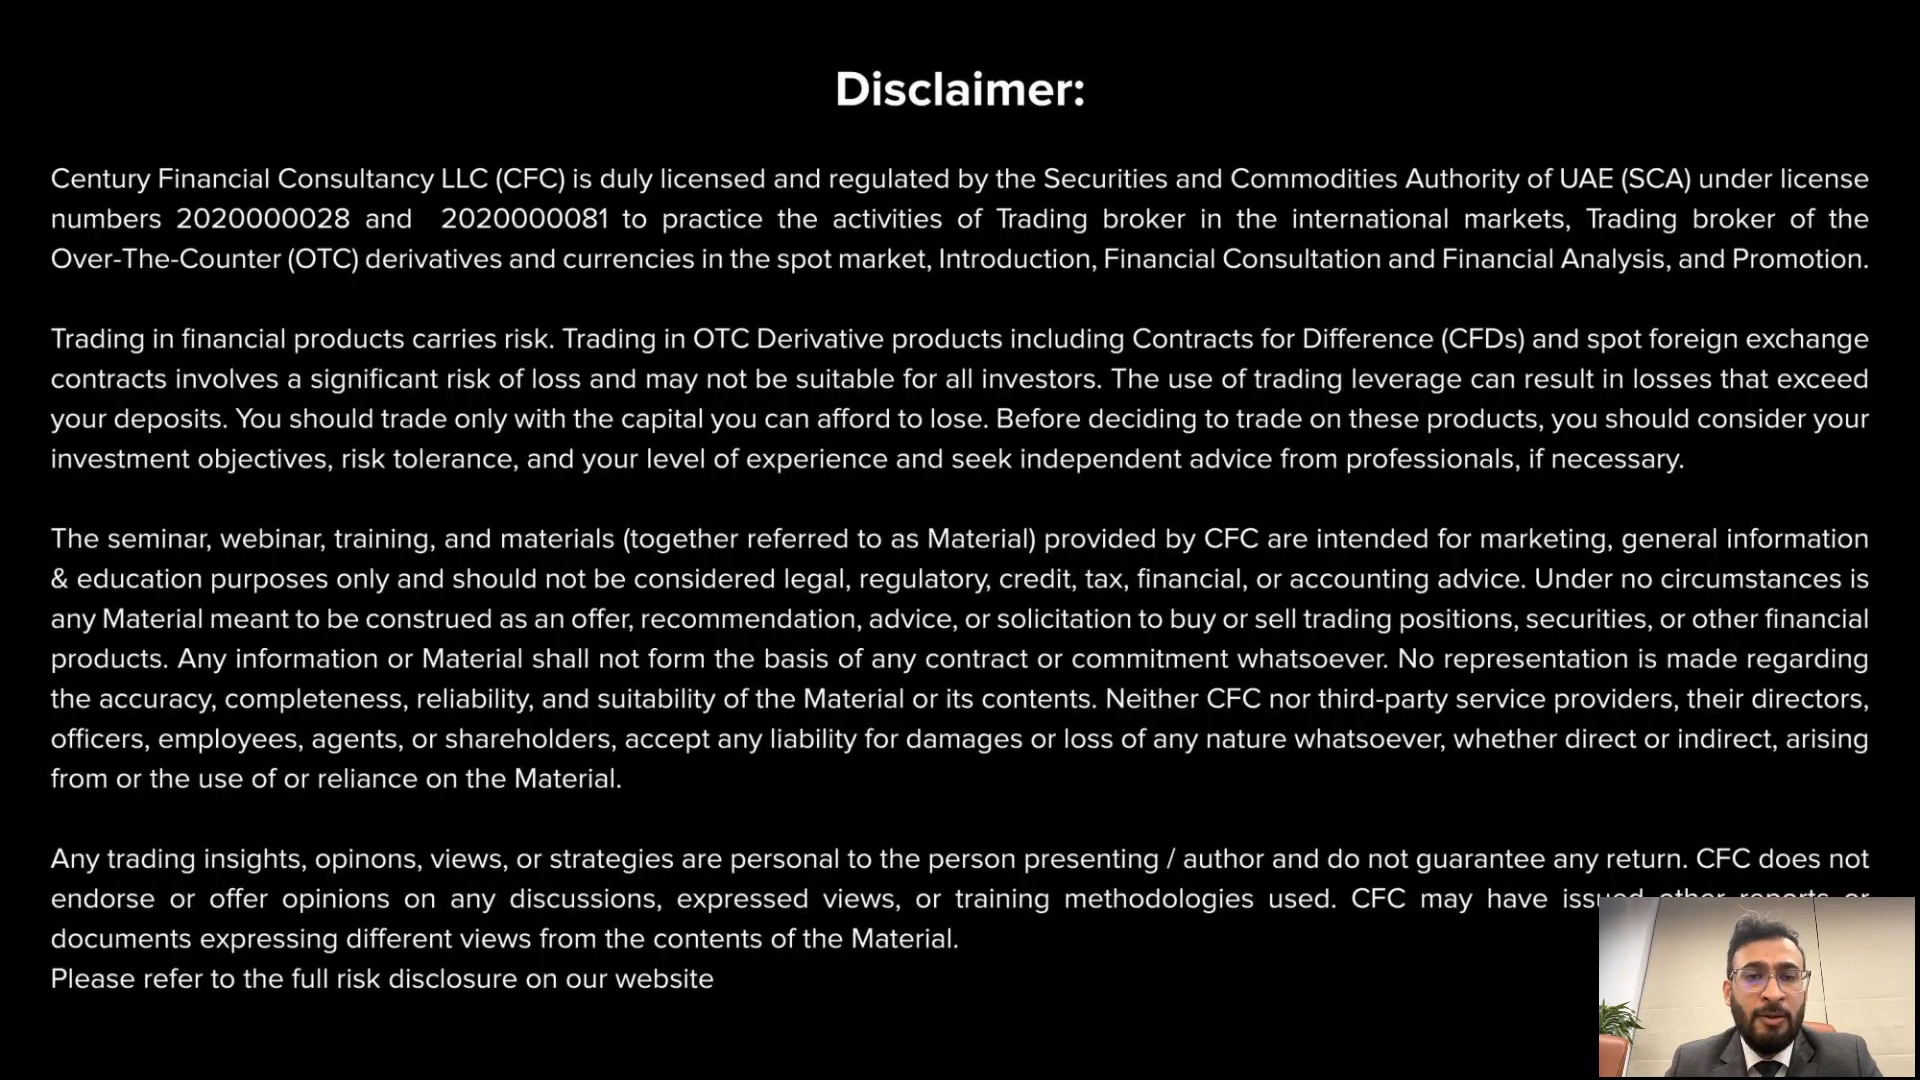 Disclaimer:
Century Financial Consultancy LLC (CFC) is duly licensed and regulated by the Securities and Commodities Authority of UAE (SCA) under license
numbers 2020000028 and 2020000081 to practice the activities of Trading broker in the international markets, Trading broker of the
Over-The-Counter (OTC) derivatives and currencies in the spot market, Introduction, Financial Consultation and Financial Analysis, and Promotion.
Trading in financial products carries risk. Trading in OTC Derivative products including Contracts for Difference (CFDs) and spot foreign exchange
contracts involves a significant risk of loss and may not be suitable for all investors. The use of trading leverage can result in losses that exceed
your deposits. You should trade only with the capital you can afford to lose. Before deciding to trade on these products, you should consider your
investment objectives, risk tolerance, and your level of experience and seek independent advice from professionals, if necessary.
The seminar, webinar, training, and materials (together referred to as Material) provided by CFC are intended for marketing, general information
& education purposes only and should not be considered legal, regulatory, credit, tax, financial, or accounting advice. Under no circumstances is
any Material meant to be construed as an offer, recommendation, advice, or solicitation to buy or sell trading positions, securities, or other financial
products. Any information or Material shall not form the basis of any contract or commitment whatsoever. No representation is made regarding
the accuracy, completeness, reliability, and suitability of the Material or its contents. Neither CFC nor third-party service providers, their directors,
officers, employees, agents, or shareholders, accept any liability for damages or loss of any nature whatsoever, whether direct or indirect, arising
from or the use of or reliance on the Material.
Any trading insights, opinons, views, or strategies are personal to the person presenting / author and do not guarantee any return. CFC does not
endorse or offer opinions on any discussions, expressed views, or training methodologies used. CFC may have issued other reports or
documents expressing different views from the contents of the Material.
Please refer to the full risk disclosure on our website